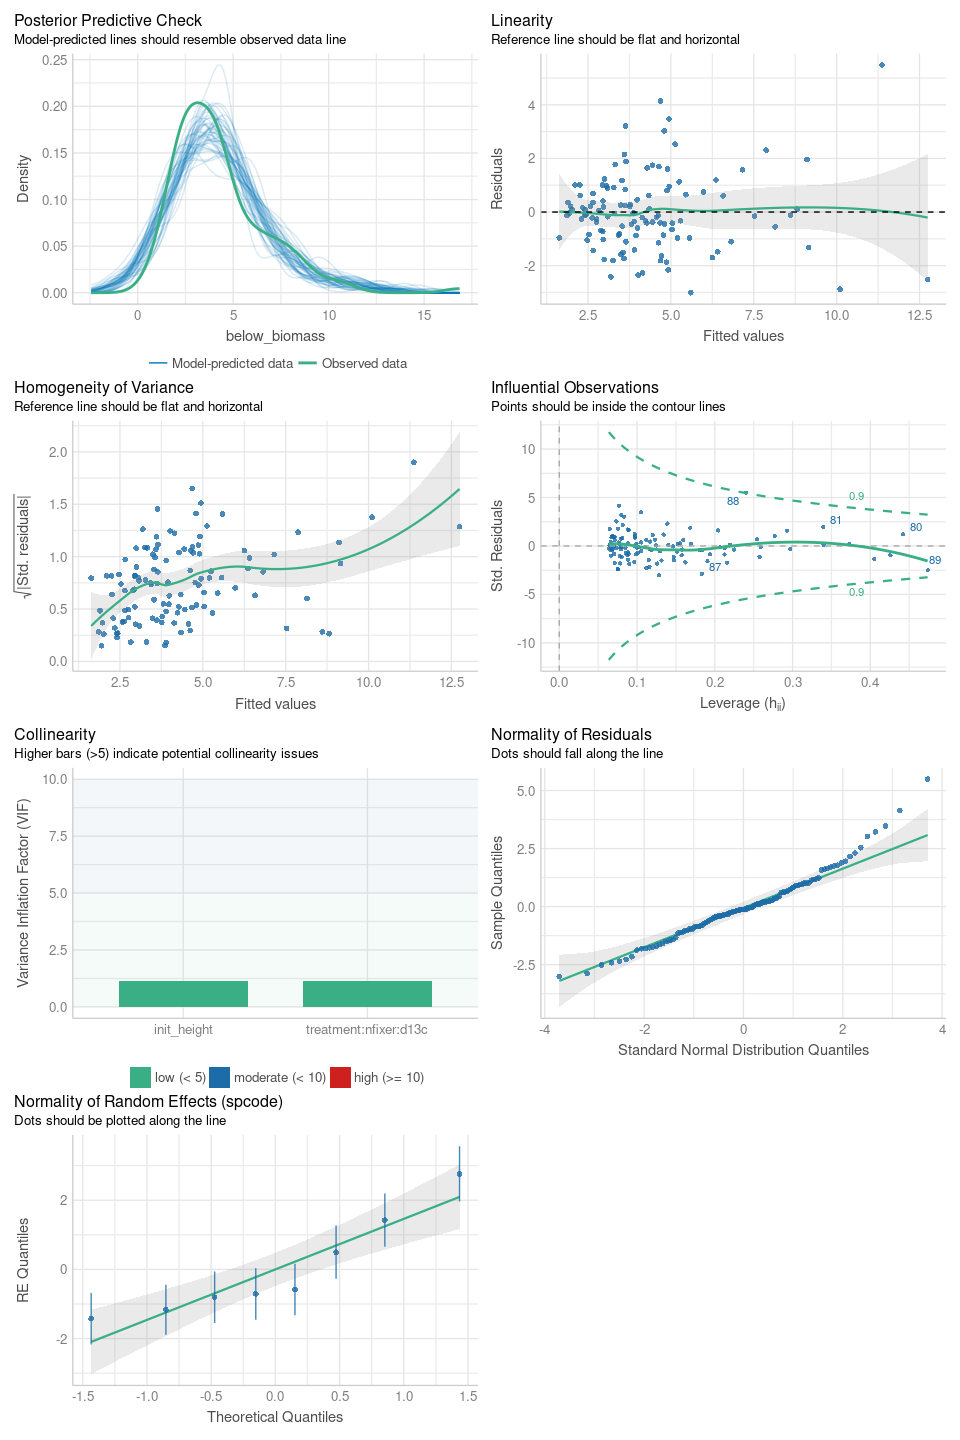 Posterior Predictive Check
Model-predicted lines should resemble observed data line
0.25
0.20
0.15
0.10
0.05
0.00
Density
0
5
10
15
below_biomass
Model-predicted data
Observed data
Linearity
Reference line should be flat and horizontal
4
2
0
-2
Residuals
2.5
5.0
7.5
10.0
12.5
Fitted values
Homogeneity of Variance
Reference line should be flat and horizontal
2.0
1.5
1.0
0.5
0.0
√|Std. residuals|
2.5
5.0
7.5
10.0
12.5
Fitted values
Influential Observations
Points should be inside the contour lines
10
5
0
-5
-10
Std. Residuals
0.9
88
81
80
87
89
0.9
0.0
0.1
0.2
0.3
0.4
Leverage (hii)
Collinearity
Higher bars (>5) indicate potential collinearity issues
10.0
7.5
5.0
2.5
0.0
Variance Inflation Factor (VIF)
init_height
treatment:nfixer:d13c
low (< 5)
moderate (< 10)
high (>= 10)
Normality of Residuals
Dots should fall along the line
5.0
2.5
0.0
-2.5
Sample Quantiles
-4
-2
0
2
4
Standard Normal Distribution Quantiles
Normality of Random Effects (spcode)
Dots should be plotted along the line
2
0
-2
RE Quantiles
-1.5
-1.0
-0.5
0.0
0.5
1.0
1.5
Theoretical Quantiles